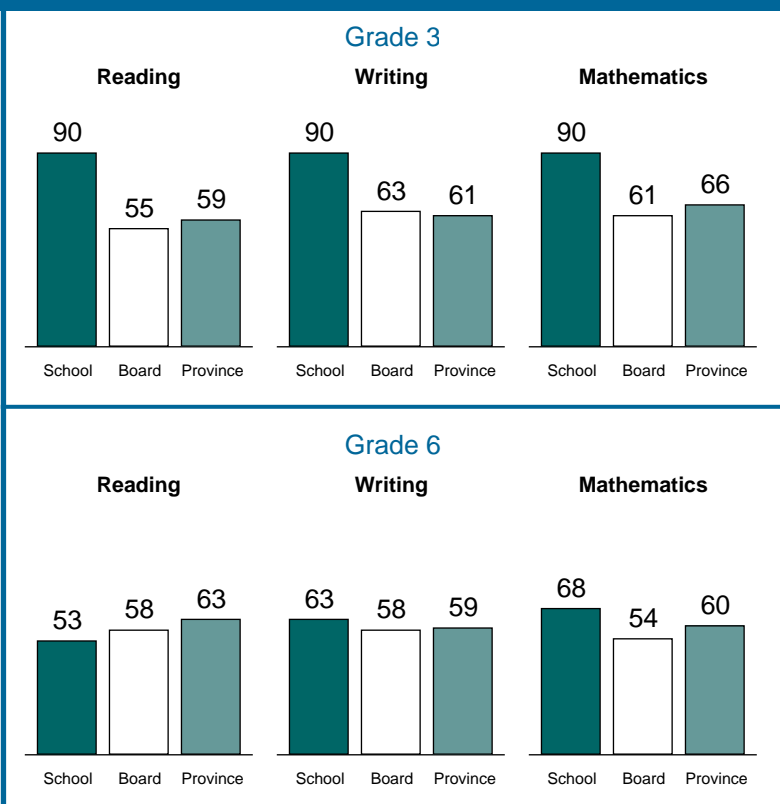 Grade 3
Reading Writing Mathematics
90 55 59 90 63 61 90 61 66
School Board Province School Board Province School Board Province
Grade 6
Reading Writing Mathematics
53 58 63 63 58 59 68 54 60
School Board Province School Board Province School Board Province